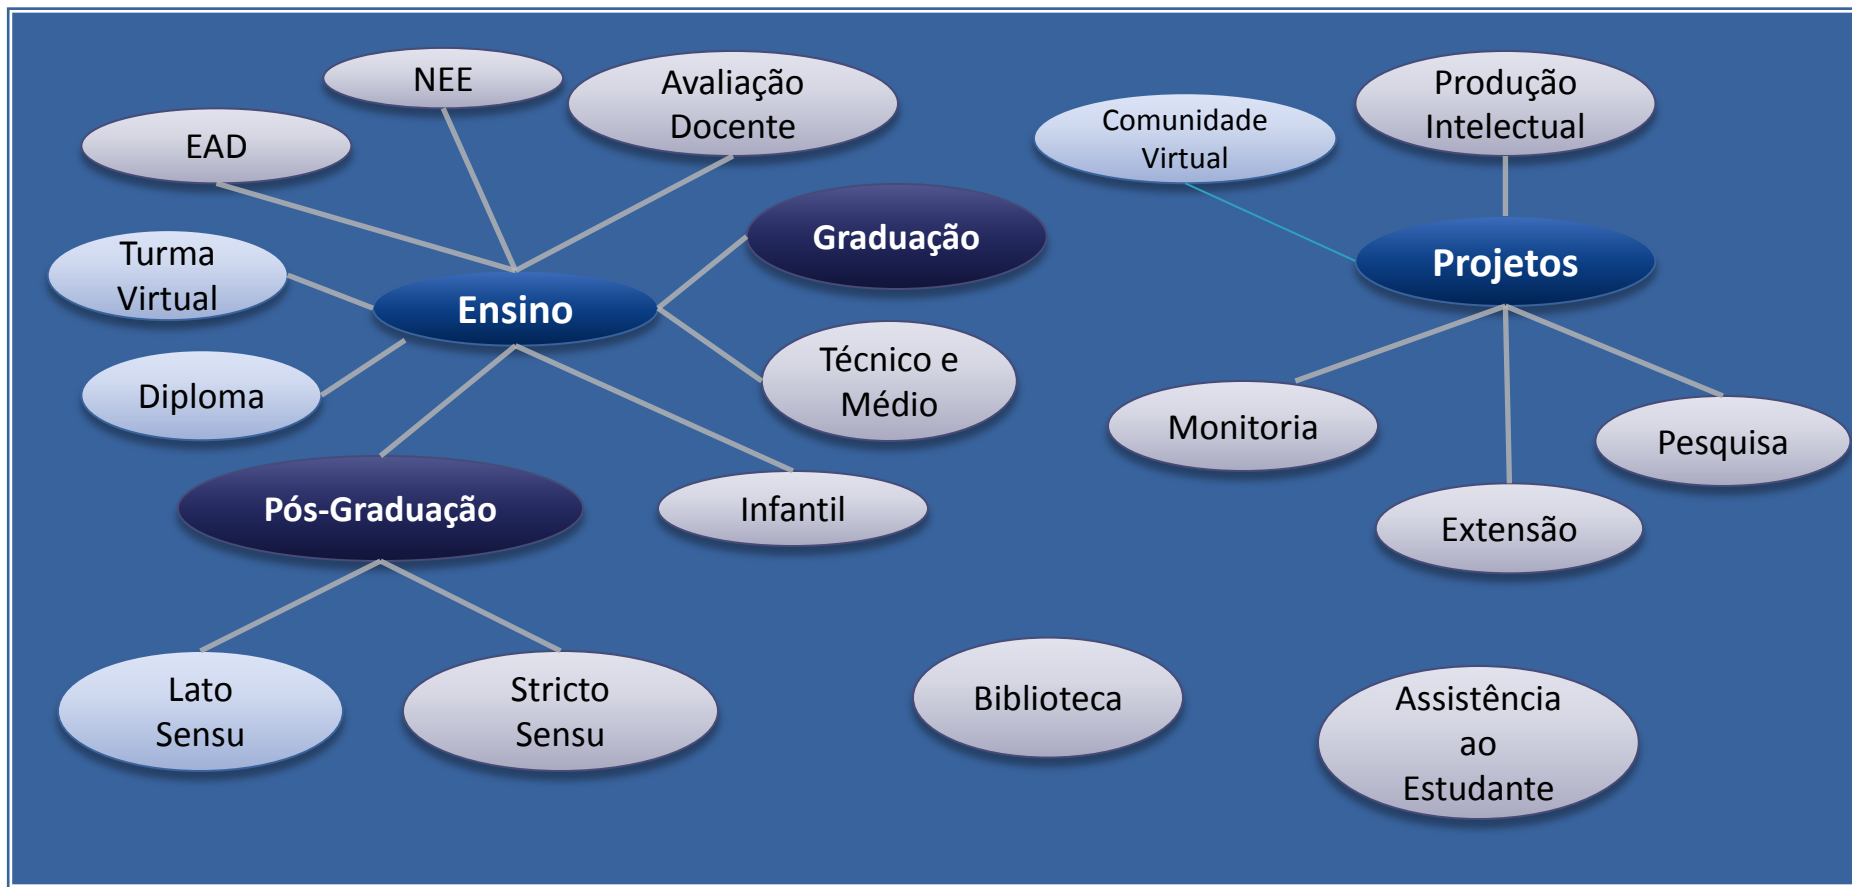 NEE
Avaliação
Docente
EAD
Produção
Intelectual
Comunidade
Virtual
Graduação
Turma
Virtual
Ensino
Projetos
Técnico e
Médio
Diploma
Monitoria
Pesquisa
Pós-Graduação
Infantil
Extensão
Lato
Sensu
Stricto
Sensu
Biblioteca
Assistência
ao
Estudante